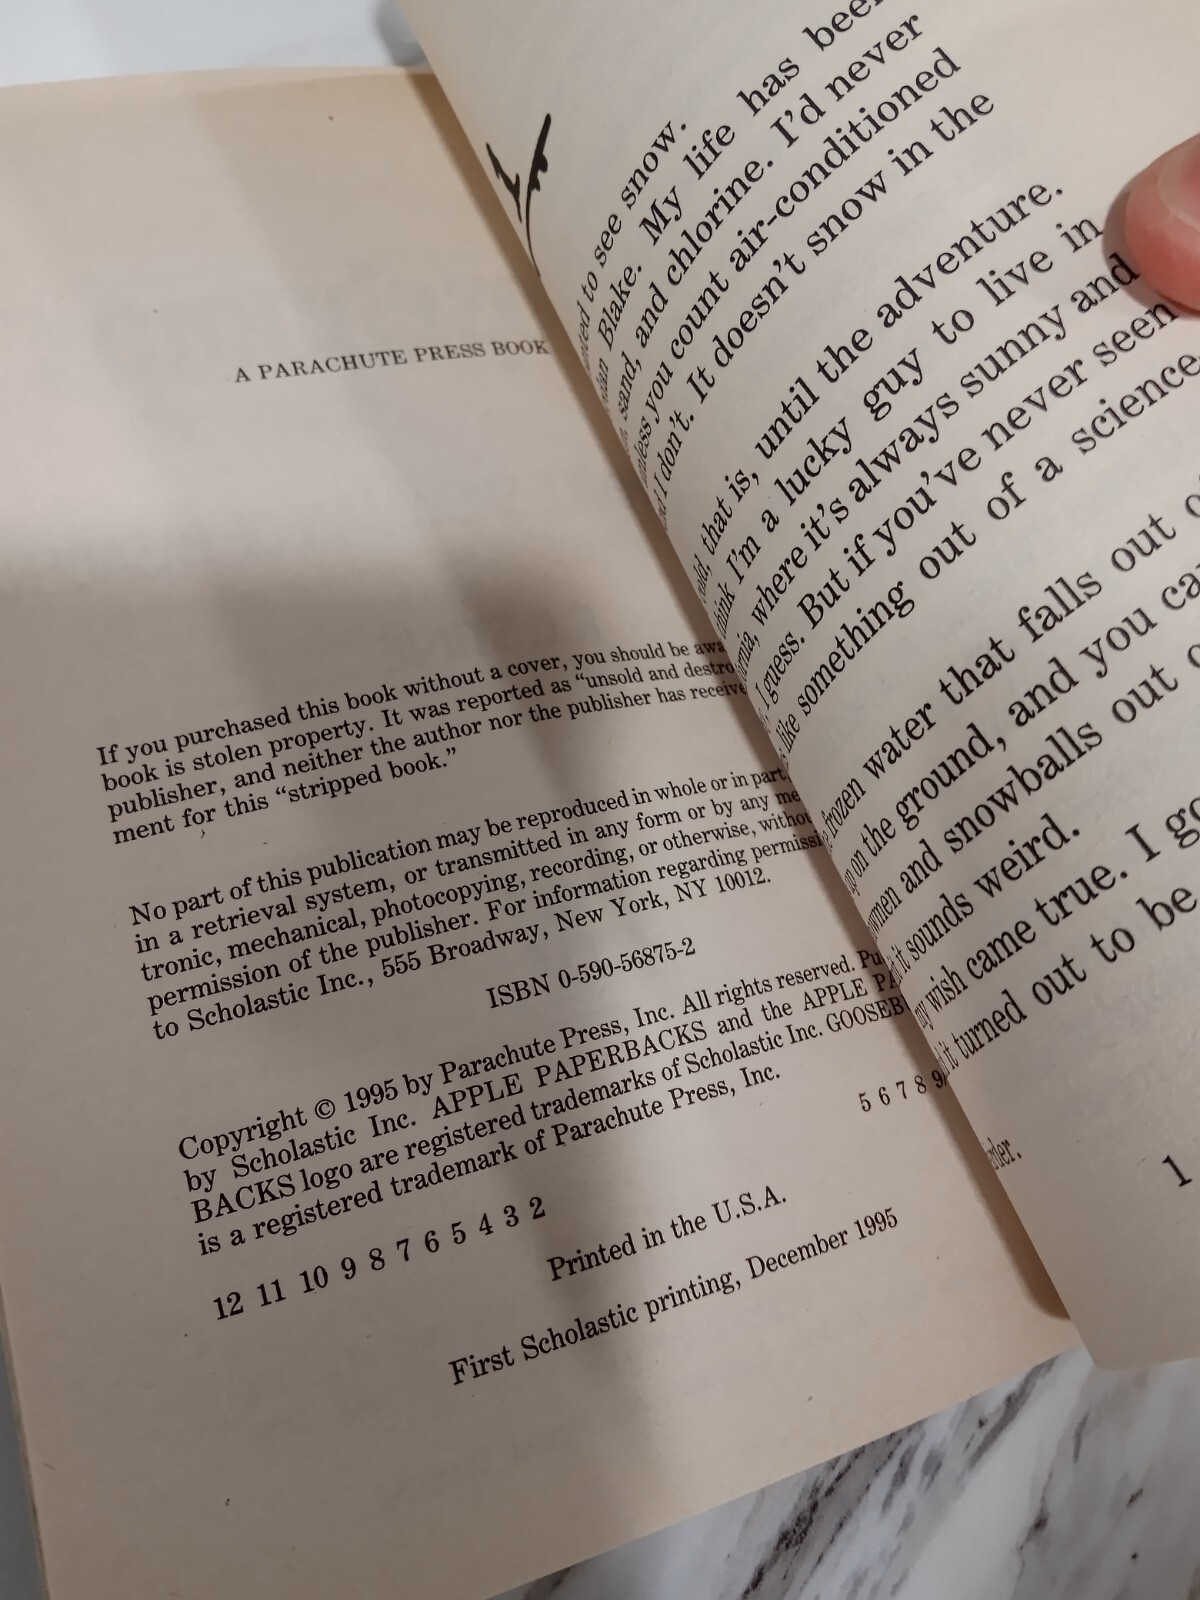 A PARACHUTE PRESS BOOK
If you purchased this book without a cover, you should be
book is stolen property. It was reported as “unsold and
publisher, and neither the author nor the publisher has
ment for this “stripped book.”
No part of this publication may be reproduced in whole or in part
in a retrieval system, or transmitted in any form or by any
tronic, mechanical, photocopying, recording, or otherwise,
permission of the publisher. For information regarding
to Scholastic Inc., 555 Broadway, New York, NY 10012.
ISBN 0-590-56875-2
Copyright © 1995 by Parachute Press, Inc. All rights reserved.
by Scholastic Inc. APPLE PAPERBACKS and the APPLE
BACKS logo are registered trademarks of Scholastic Inc.
is a registered trademark of Parachute Press, Inc.
12 11 10 9 8 7 6 5 4 3 2
5 6 7 8 9
Printed in the U.S.A.
First Scholastic printing, December 1995
to see snow.
Blake. My life has
sand, and chlorine. I'd never
you count air-conditioned
I don't. It doesn't snow in the
that is, until the adventure.
think I'm a lucky guy to live in
where it's always sunny and
I guess. But if you've never seen
like something out of a science
frozen water that falls out
up on the ground, and you
and snowballs out
it sounds weird.
my wish came true. I
it turned out to be
1